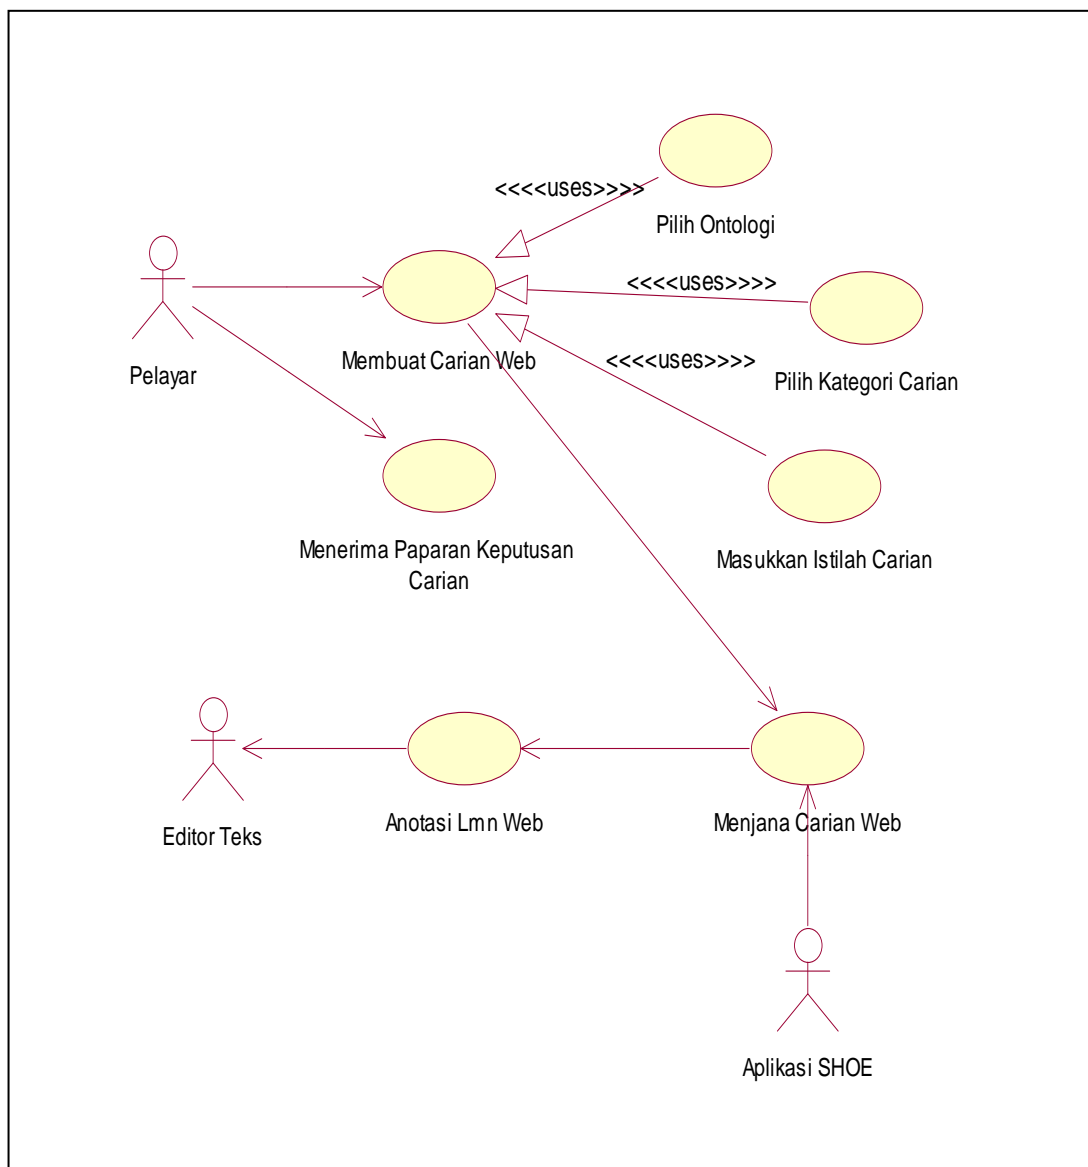 <<<<uses>>>>
Pilih Ontologi
<<<<uses>>>>
Membuat Carian Web
<<<<uses>>>>
Pelayar
Pilih Kategori Carian
Menerima Paparan Keputusan
Carian
Masukkan Istilah Carian
Editor Teks
Anotasi Lmn Web
Menjana Carian Web
Aplikasi SHOE